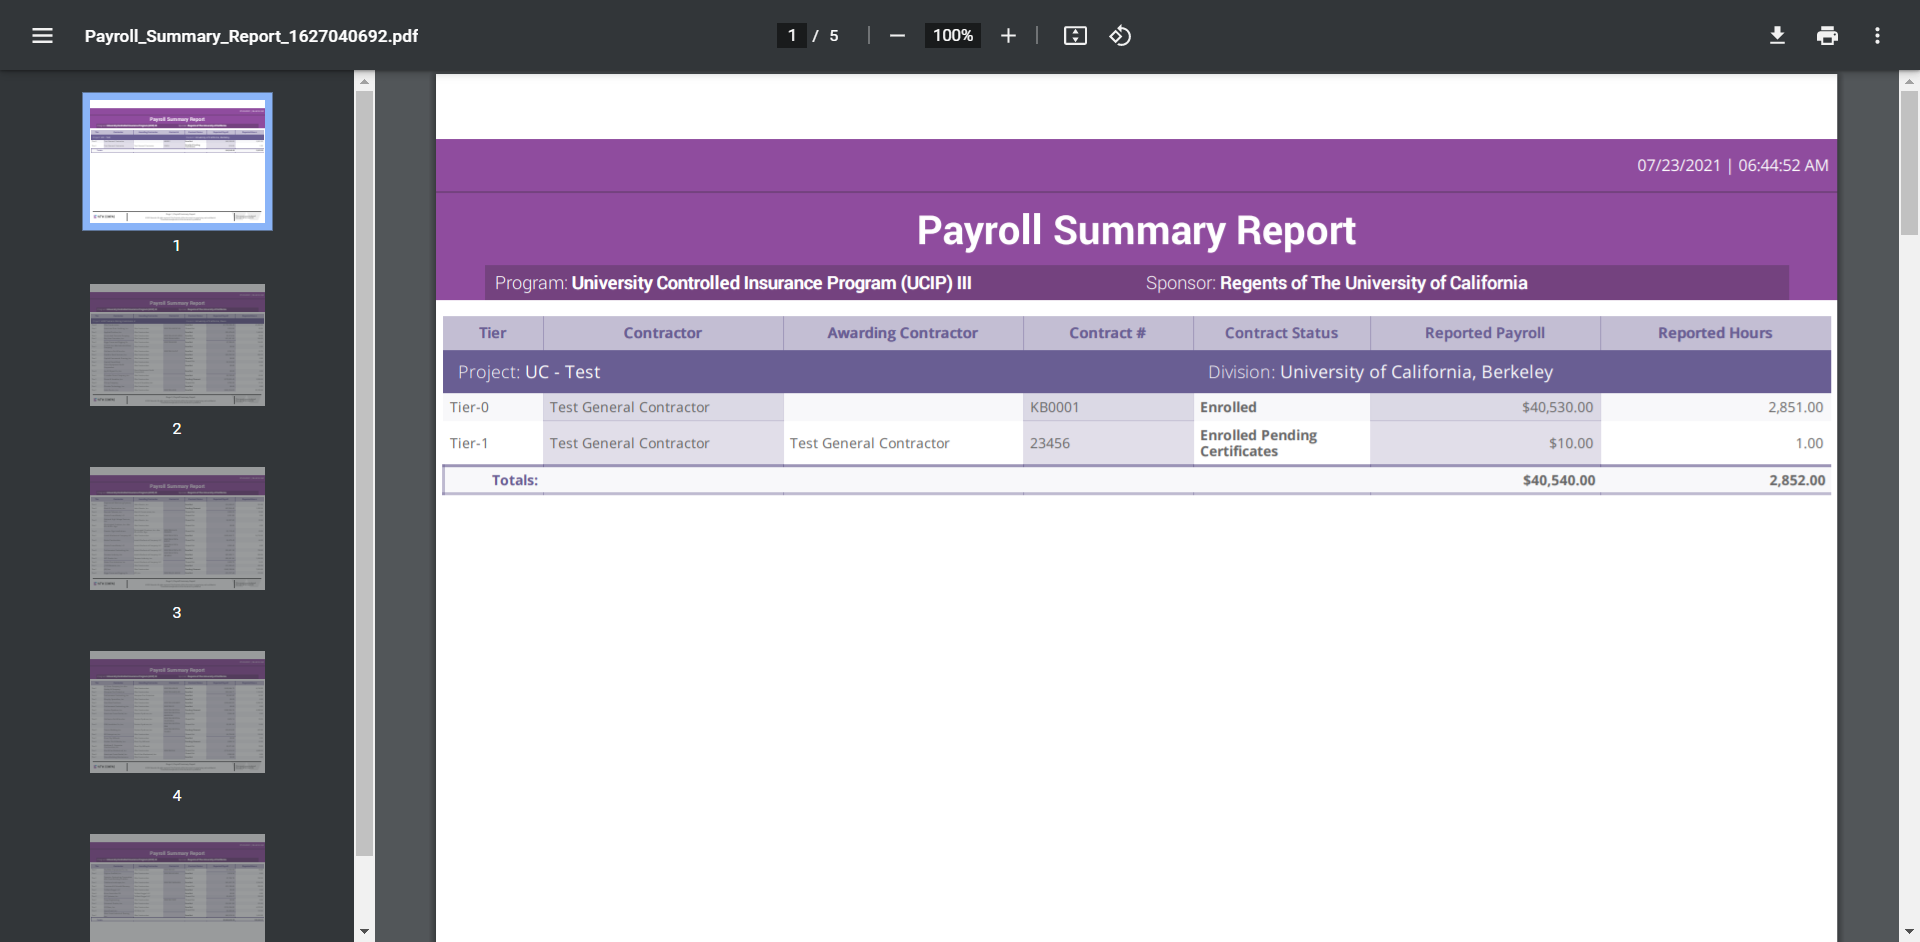 Payroll_Summary_Report_1627040692.pdf
1 / 5
100%
1
2
3
4
07/23/2021 | 06:44:52 AM
Payroll Summary Report
Program: University Controlled Insurance Program (UCIP) III Sponsor: Regents of The University of California
Tier Contractor Awarding Contractor Contract # Contract Status Reported Payroll Reported Hours
Project: UC - Test Division: University of California, Berkeley
Tier-0 Test General Contractor KB0001 Enrolled $40,530.00 2,851.00
Tier-1 Test General Contractor Test General Contractor 23456 Enrolled Pending Certificates $10.00 1.00
Totals: $40,540.00 2,852.00